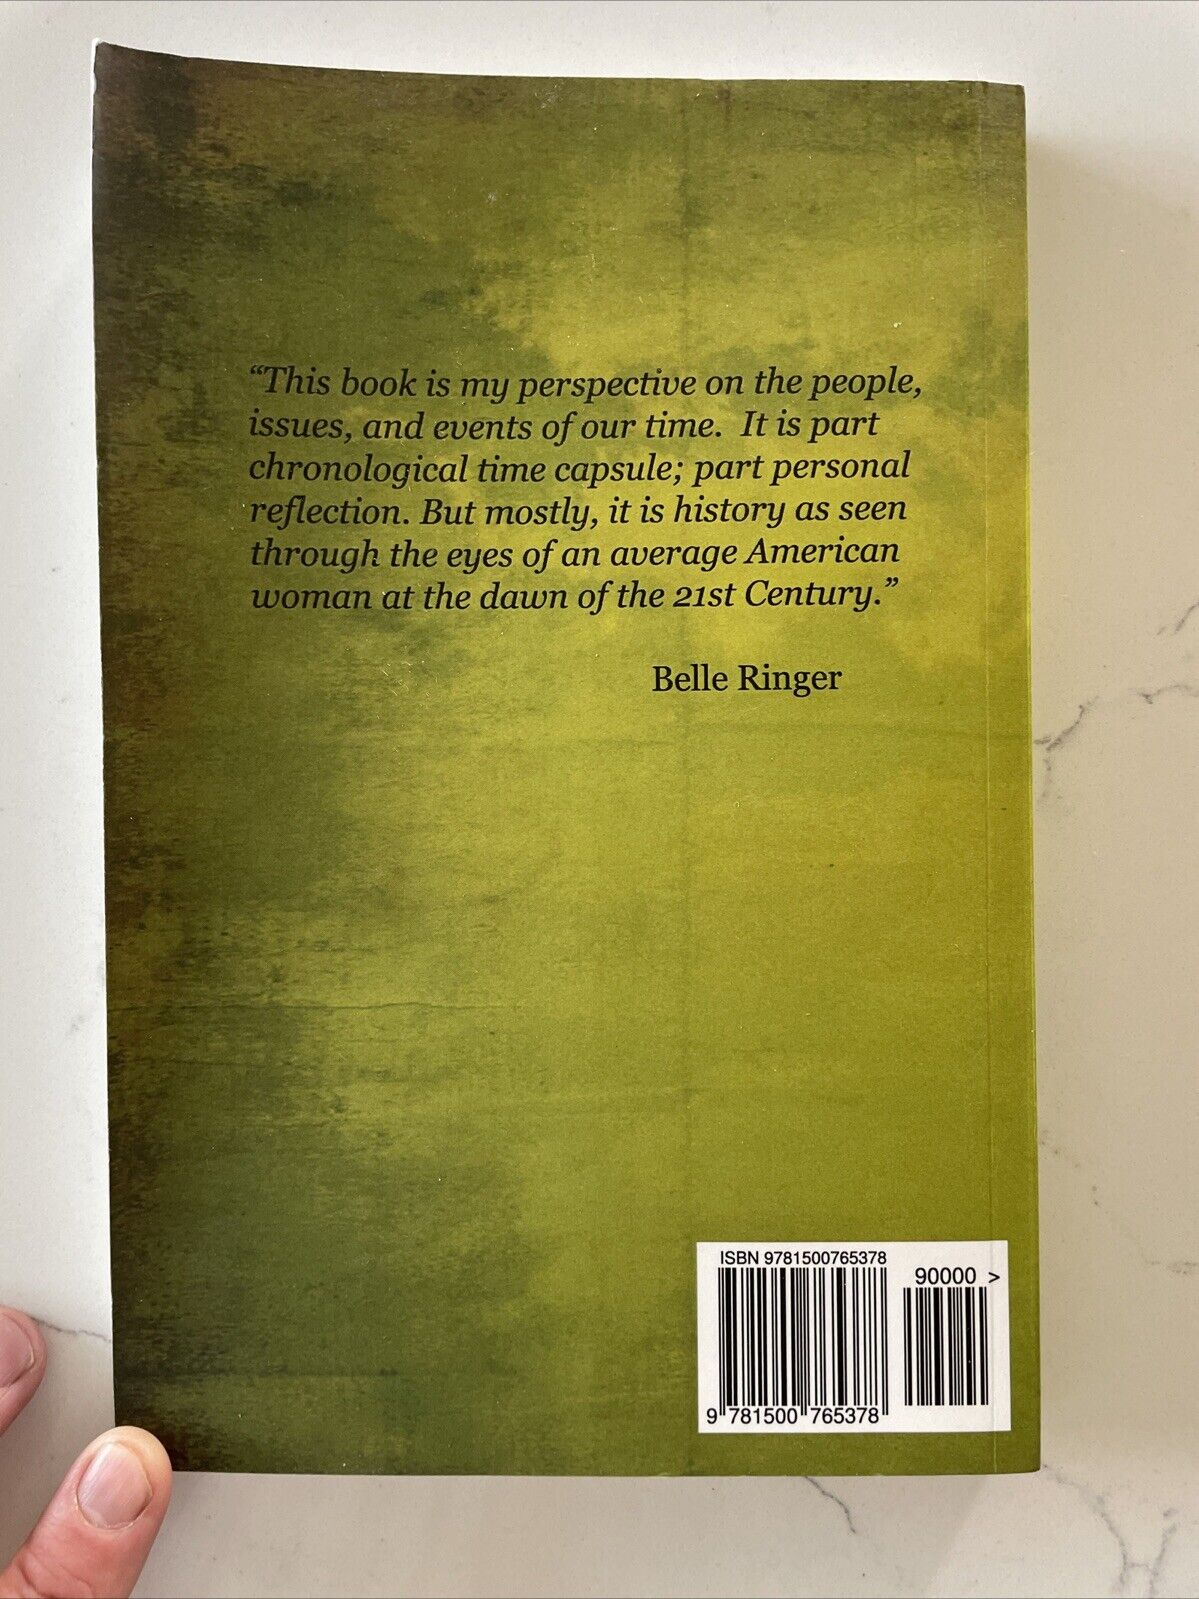 “This book is my perspective on the people,
issues, and events of our time.  It is part
chronological time capsule; part personal
reflection. But mostly, it is history as seen
through the eyes of an average American
woman at the dawn of the 21st Century.”
Belle Ringer
ISBN 9781500765378
90000 >
9 781500 765378